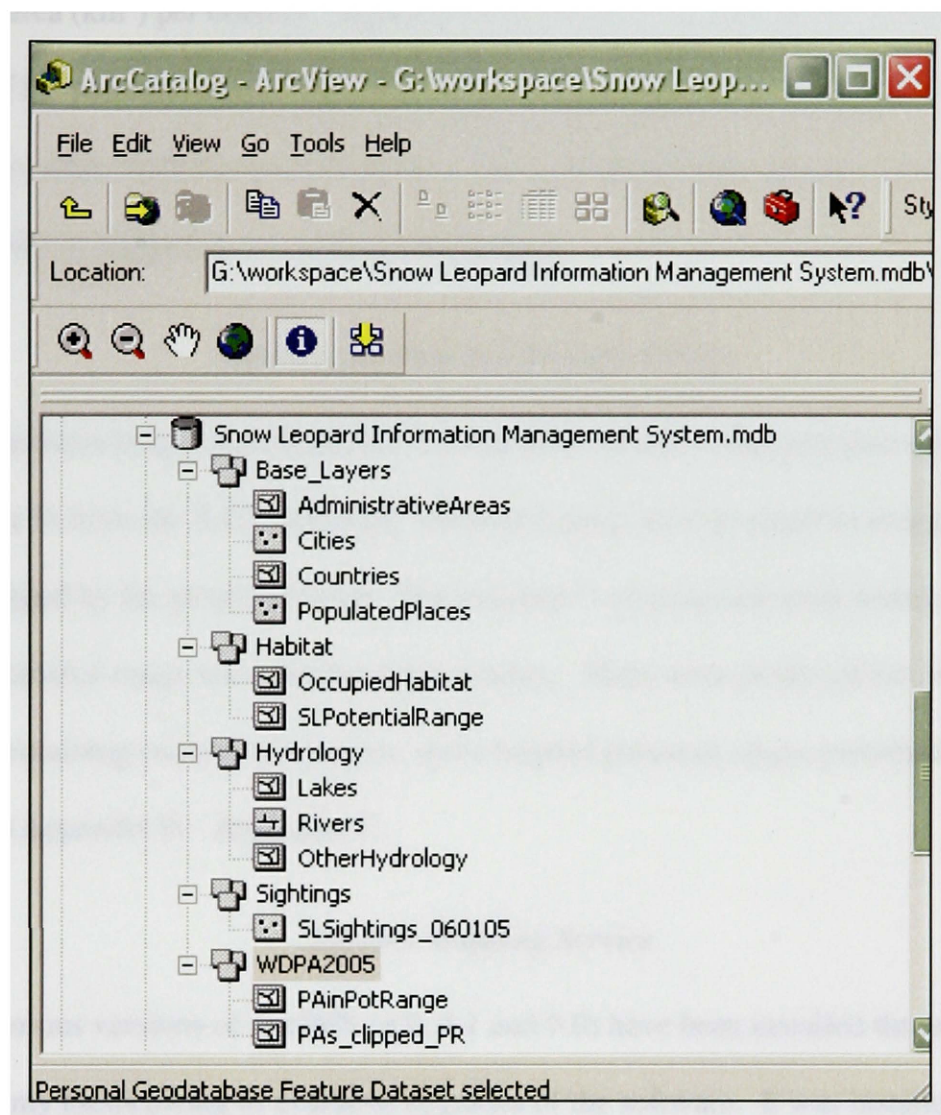 ArcCatalog - ArcView - G:\workspace\Snow Leop...
File Edit View Go Tools Help
Sty
Location: G:\workspace\Snow Leopard Information Management System.mdb\
Snow Leopard Information Management System.mdb
Base_Layers
AdministrativeAreas
Cities
Countries
PopulatedPlaces
Habitat
OccupiedHabitat
SLPotentialRange
Hydrology
Lakes
Rivers
OtherHydrology
Sightings
SLSightings_060105
WDPA2005
PAinPotRange
PAs_clipped_PR
Personal Geodatabase Feature Dataset selected